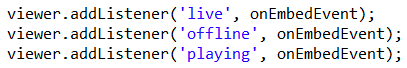 viewer.addListener('live', onEmbedEvent);
viewer.addListener('offline', onEmbedEvent);
viewer.addListener('playing', onEmbedEvent);